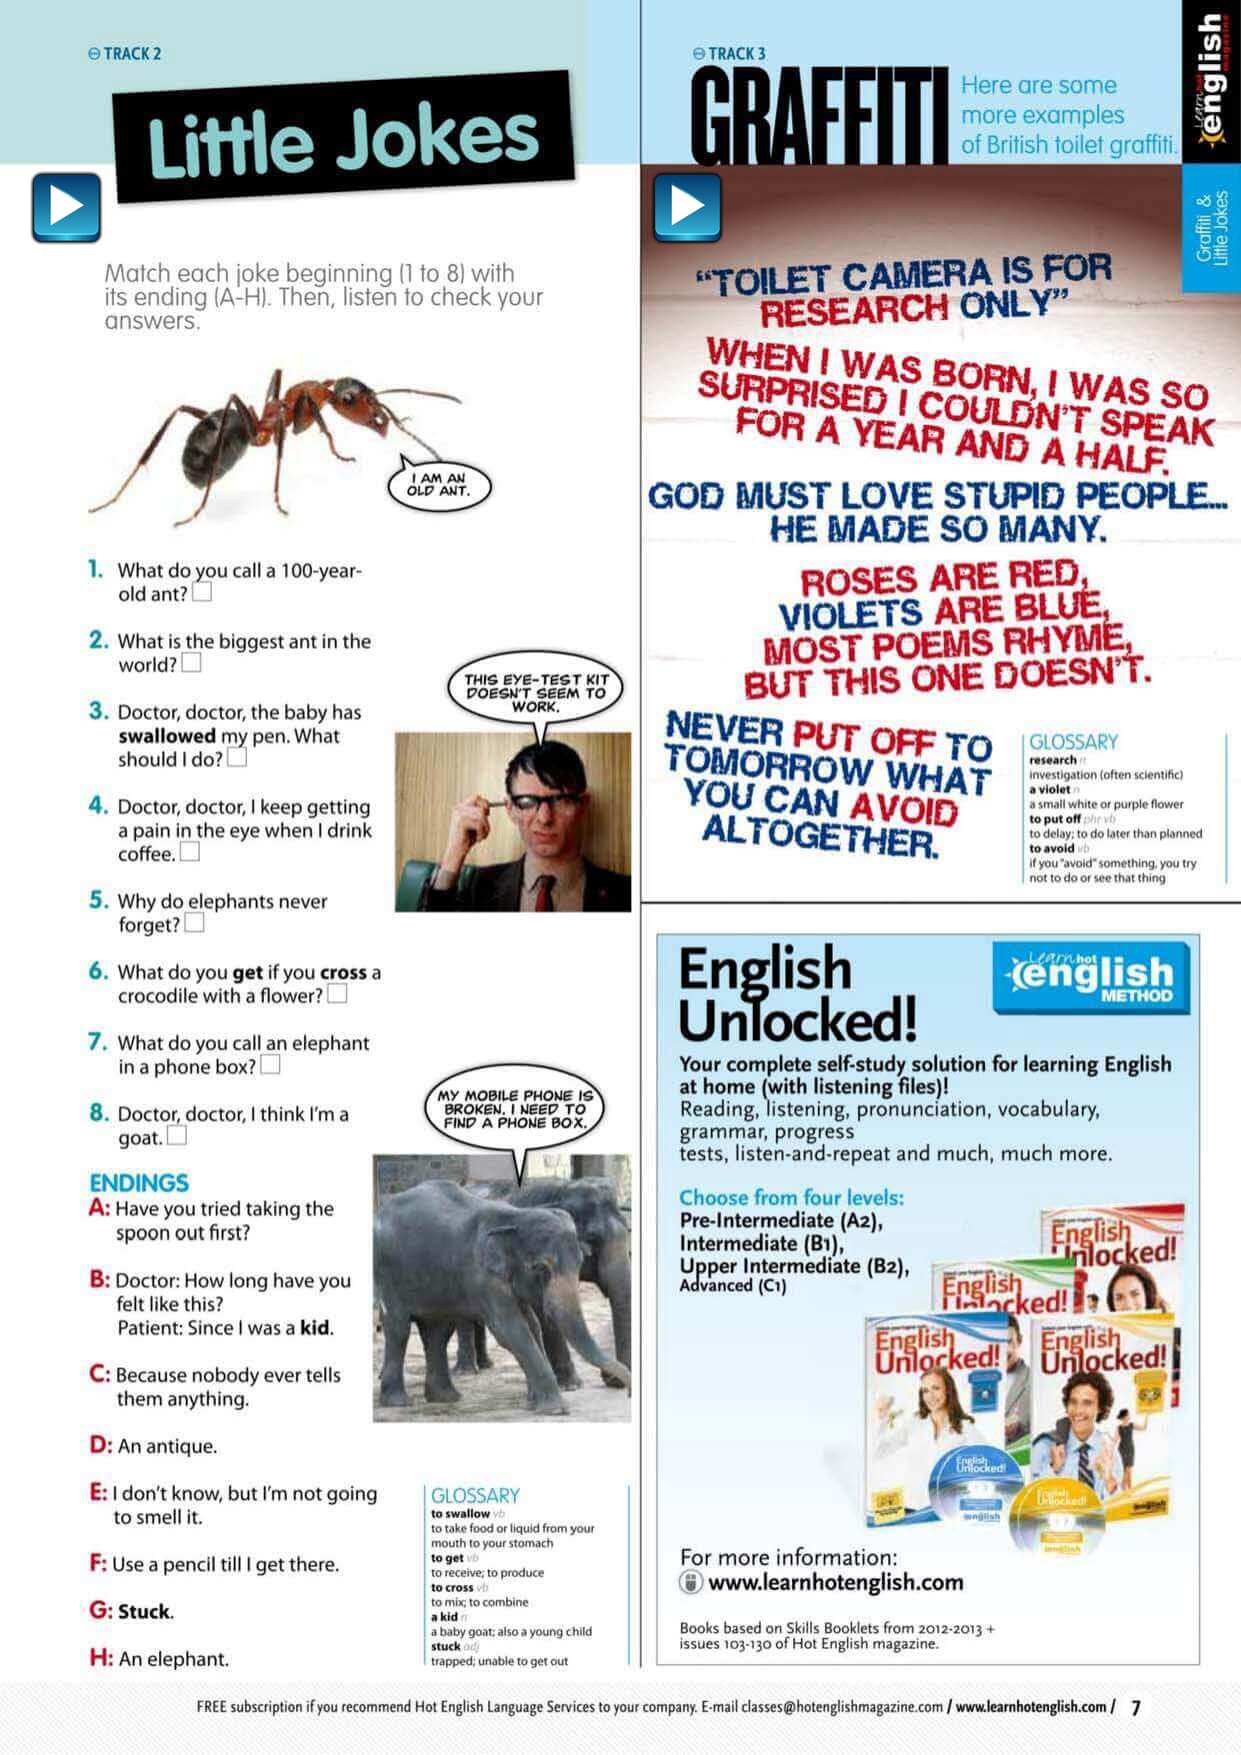 TRACK 2
Little Jokes
Match each joke beginning (1 to 8) with
its ending (A-H). Then, listen to check your
answers.
I AM AN
OLD ANT.
1. What do you call a 100-year-
old ant?
2. What is the biggest ant in the
world?
3. Doctor, doctor, the baby has
swallowed my pen. What
should I do?
4. Doctor, doctor, I keep getting
a pain in the eye when I drink
coffee.
5. Why do elephants never
forget?
6. What do you get if you cross a
crocodile with a flower?
7. What do you call an elephant
in a phone box?
8. Doctor, doctor, I think I'm a
goat.
THIS EYE-TEST KIT
DOESN'T SEEM TO
WORK.
MY MOBILE PHONE IS
BROKEN. I NEED TO
FIND A PHONE BOX.
ENDINGS
A: Have you tried taking the
spoon out first?
B: Doctor: How long have you
felt like this?
Patient: Since I was a kid.
C: Because nobody ever tells
them anything.
D: An antique.
E: I don't know, but I'm not going
to smell it.
F: Use a pencil till I get there.
G: Stuck.
H: An elephant.
GLOSSARY
to swallow vb
to take food or liquid from your
mouth to your stomach
to get vb
to receive; to produce
to cross vb
to mix; to combine
a kid n
a baby goat; also a young child
stuck adj
trapped; unable to get out
TRACK 3
GRAFFITI
Here are some
more examples
of British toilet graffiti.
Learn hot
english
magazine
Graffiti &
Little Jokes
"TOILET CAMERA IS FOR
RESEARCH ONLY"
WHEN I WAS BORN, I WAS SO
SURPRISED I COULDN'T SPEAK
FOR A YEAR AND A HALF.
GOD MUST LOVE STUPID PEOPLE...
HE MADE SO MANY.
ROSES ARE RED,
VIOLETS ARE BLUE,
MOST POEMS RHYME,
BUT THIS ONE DOESN'T.
NEVER PUT OFF TO
TOMORROW WHAT
YOU CAN AVOID
ALTOGETHER.
GLOSSARY
research n
investigation (often scientific)
a violet n
a small white or purple flower
to put off phr vb
to delay; to do later than planned
to avoid vb
if you "avoid" something, you try
not to do or see that thing
English
Unlocked!
Learn hot
english
METHOD
Your complete self-study solution for learning English
at home (with listening files)!
Reading, listening, pronunciation, vocabulary,
grammar, progress
tests, listen-and-repeat and much, much more.
Choose from four levels:
Pre-Intermediate (A2),
Intermediate (B1),
Upper Intermediate (B2),
Advanced (C1)
English
Unlocked!
English
Unlocked!
English
Unlocked!
English
Unlocked!
English
Unlocked!
english
English
Unlocked!
english
For more information:
www.learnhotenglish.com
Books based on Skills Booklets from 2012-2013 +
issues 103-130 of Hot English magazine.
FREE subscription if you recommend Hot English Language Services to your company. E-mail classes@hotenglishmagazine.com / www.learnhotenglish.com / 7